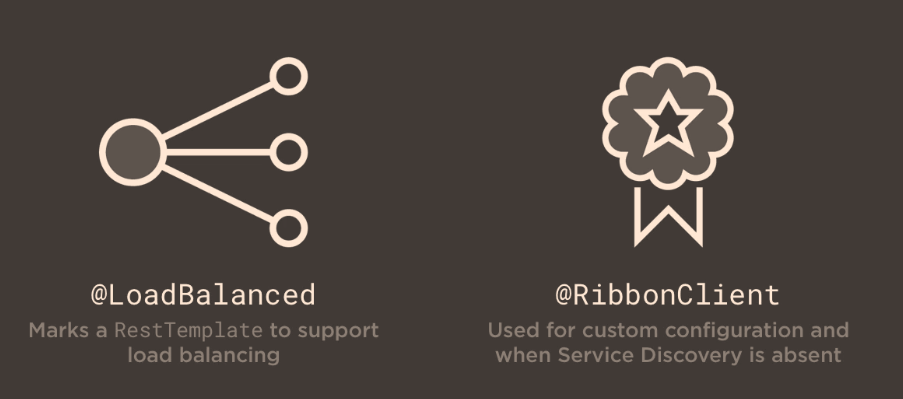 @LoadBalanced
Marks a RestTemplate to support
load balancing
@RibbonClient
Used for custom configuration and
when Service Discovery is absent